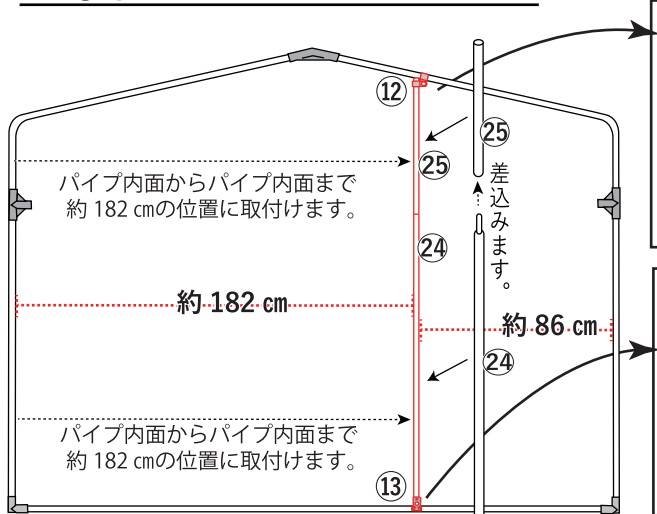 ⑫
㉕
㉕
パイプ内面からパイプ内面まで
約 182 ㎝の位置に取付けます。
差込みます。
㉔
約 182 ㎝
約 86 ㎝
㉔
パイプ内面からパイプ内面まで
約 182 ㎝の位置に取付けます。
⑬